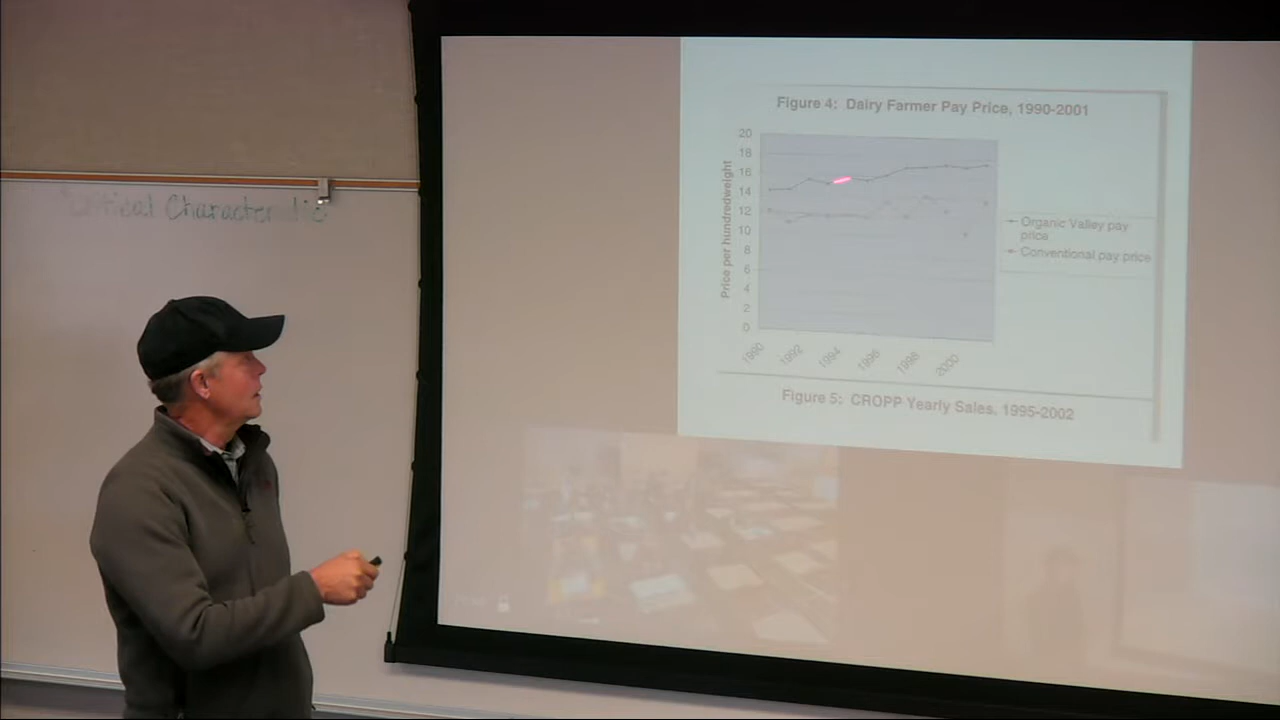 Critical Characteristic
Figure 4: Dairy Farmer Pay Price, 1990-2001
20
18
16
14
12
10
8
6
4
2
0
Price per hundredweight
1990
1992
1994
1996
1998
2000
Organic Valley pay
price
Conventional pay price
Figure 5: CROPP Yearly Sales, 1995-2002